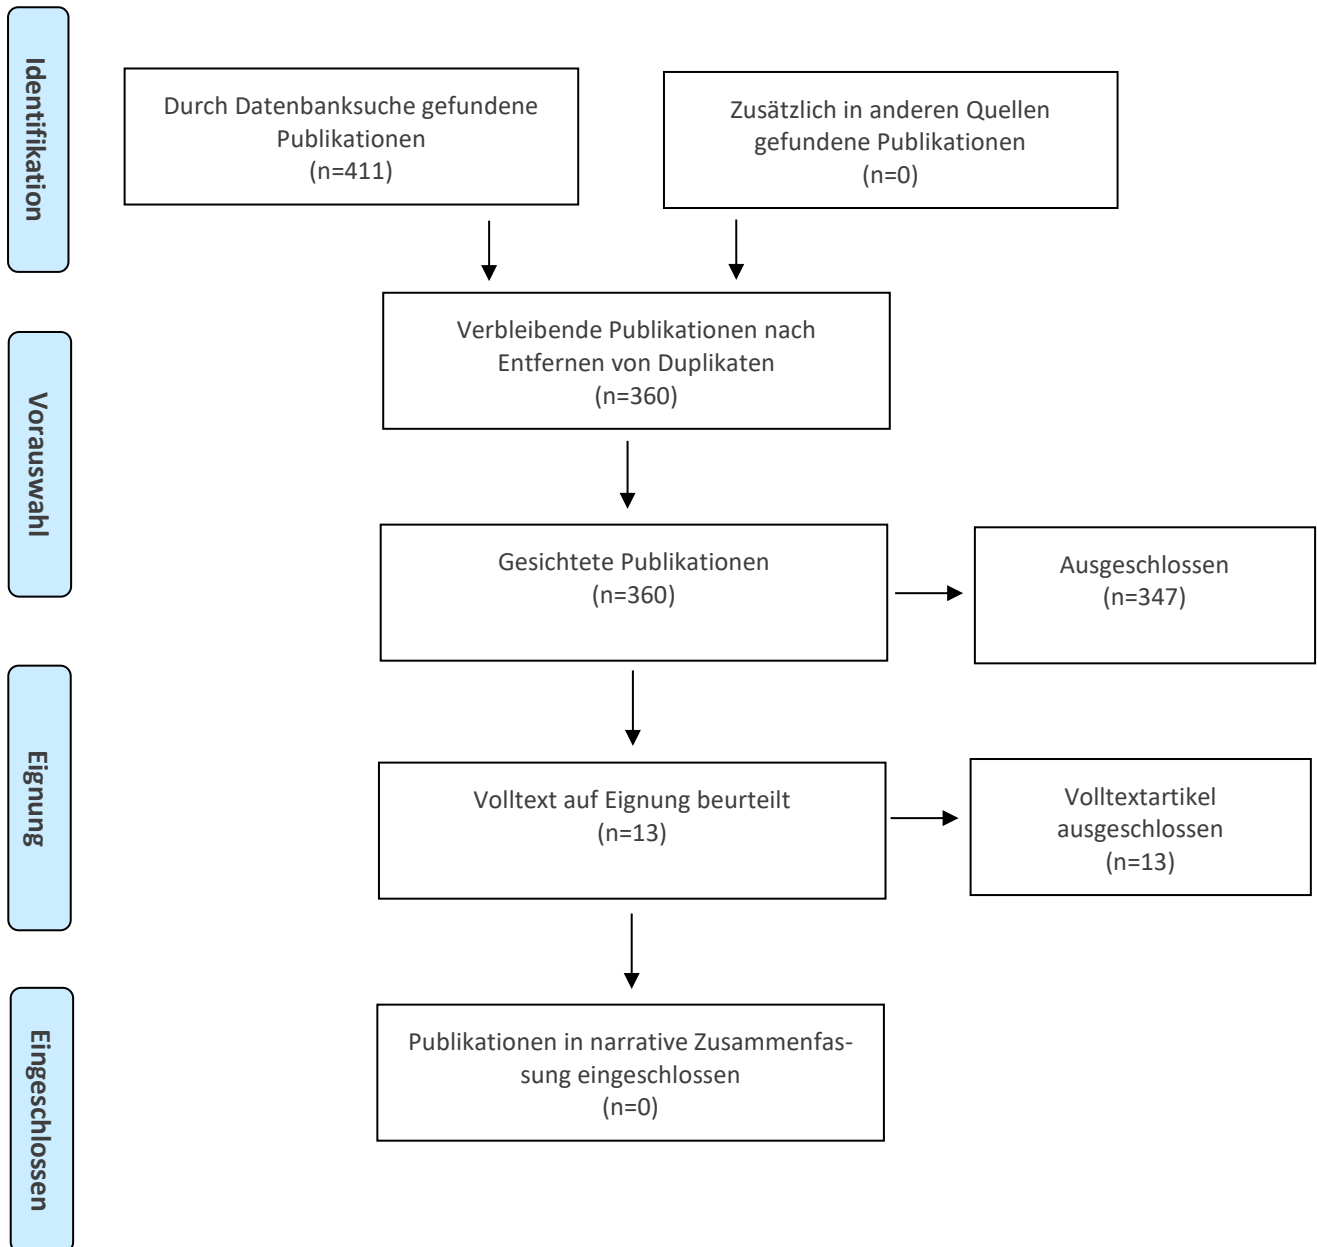 Identifikation
Durch Datenbanksuche gefundene
Publikationen
(n=411)
Zusätzlich in anderen Quellen
gefundene Publikationen
(n=0)
Vorauswahl
Verbleibende Publikationen nach
Entfernen von Duplikaten
(n=360)
Gesichtete Publikationen
(n=360)
Ausgeschlossen
(n=347)
Eignung
Volltext auf Eignung beurteilt
(n=13)
Volltextartikel
ausgeschlossen
(n=13)
Eingeschlossen
Publikationen in narrative Zusammenfas-
sung eingeschlossen
(n=0)